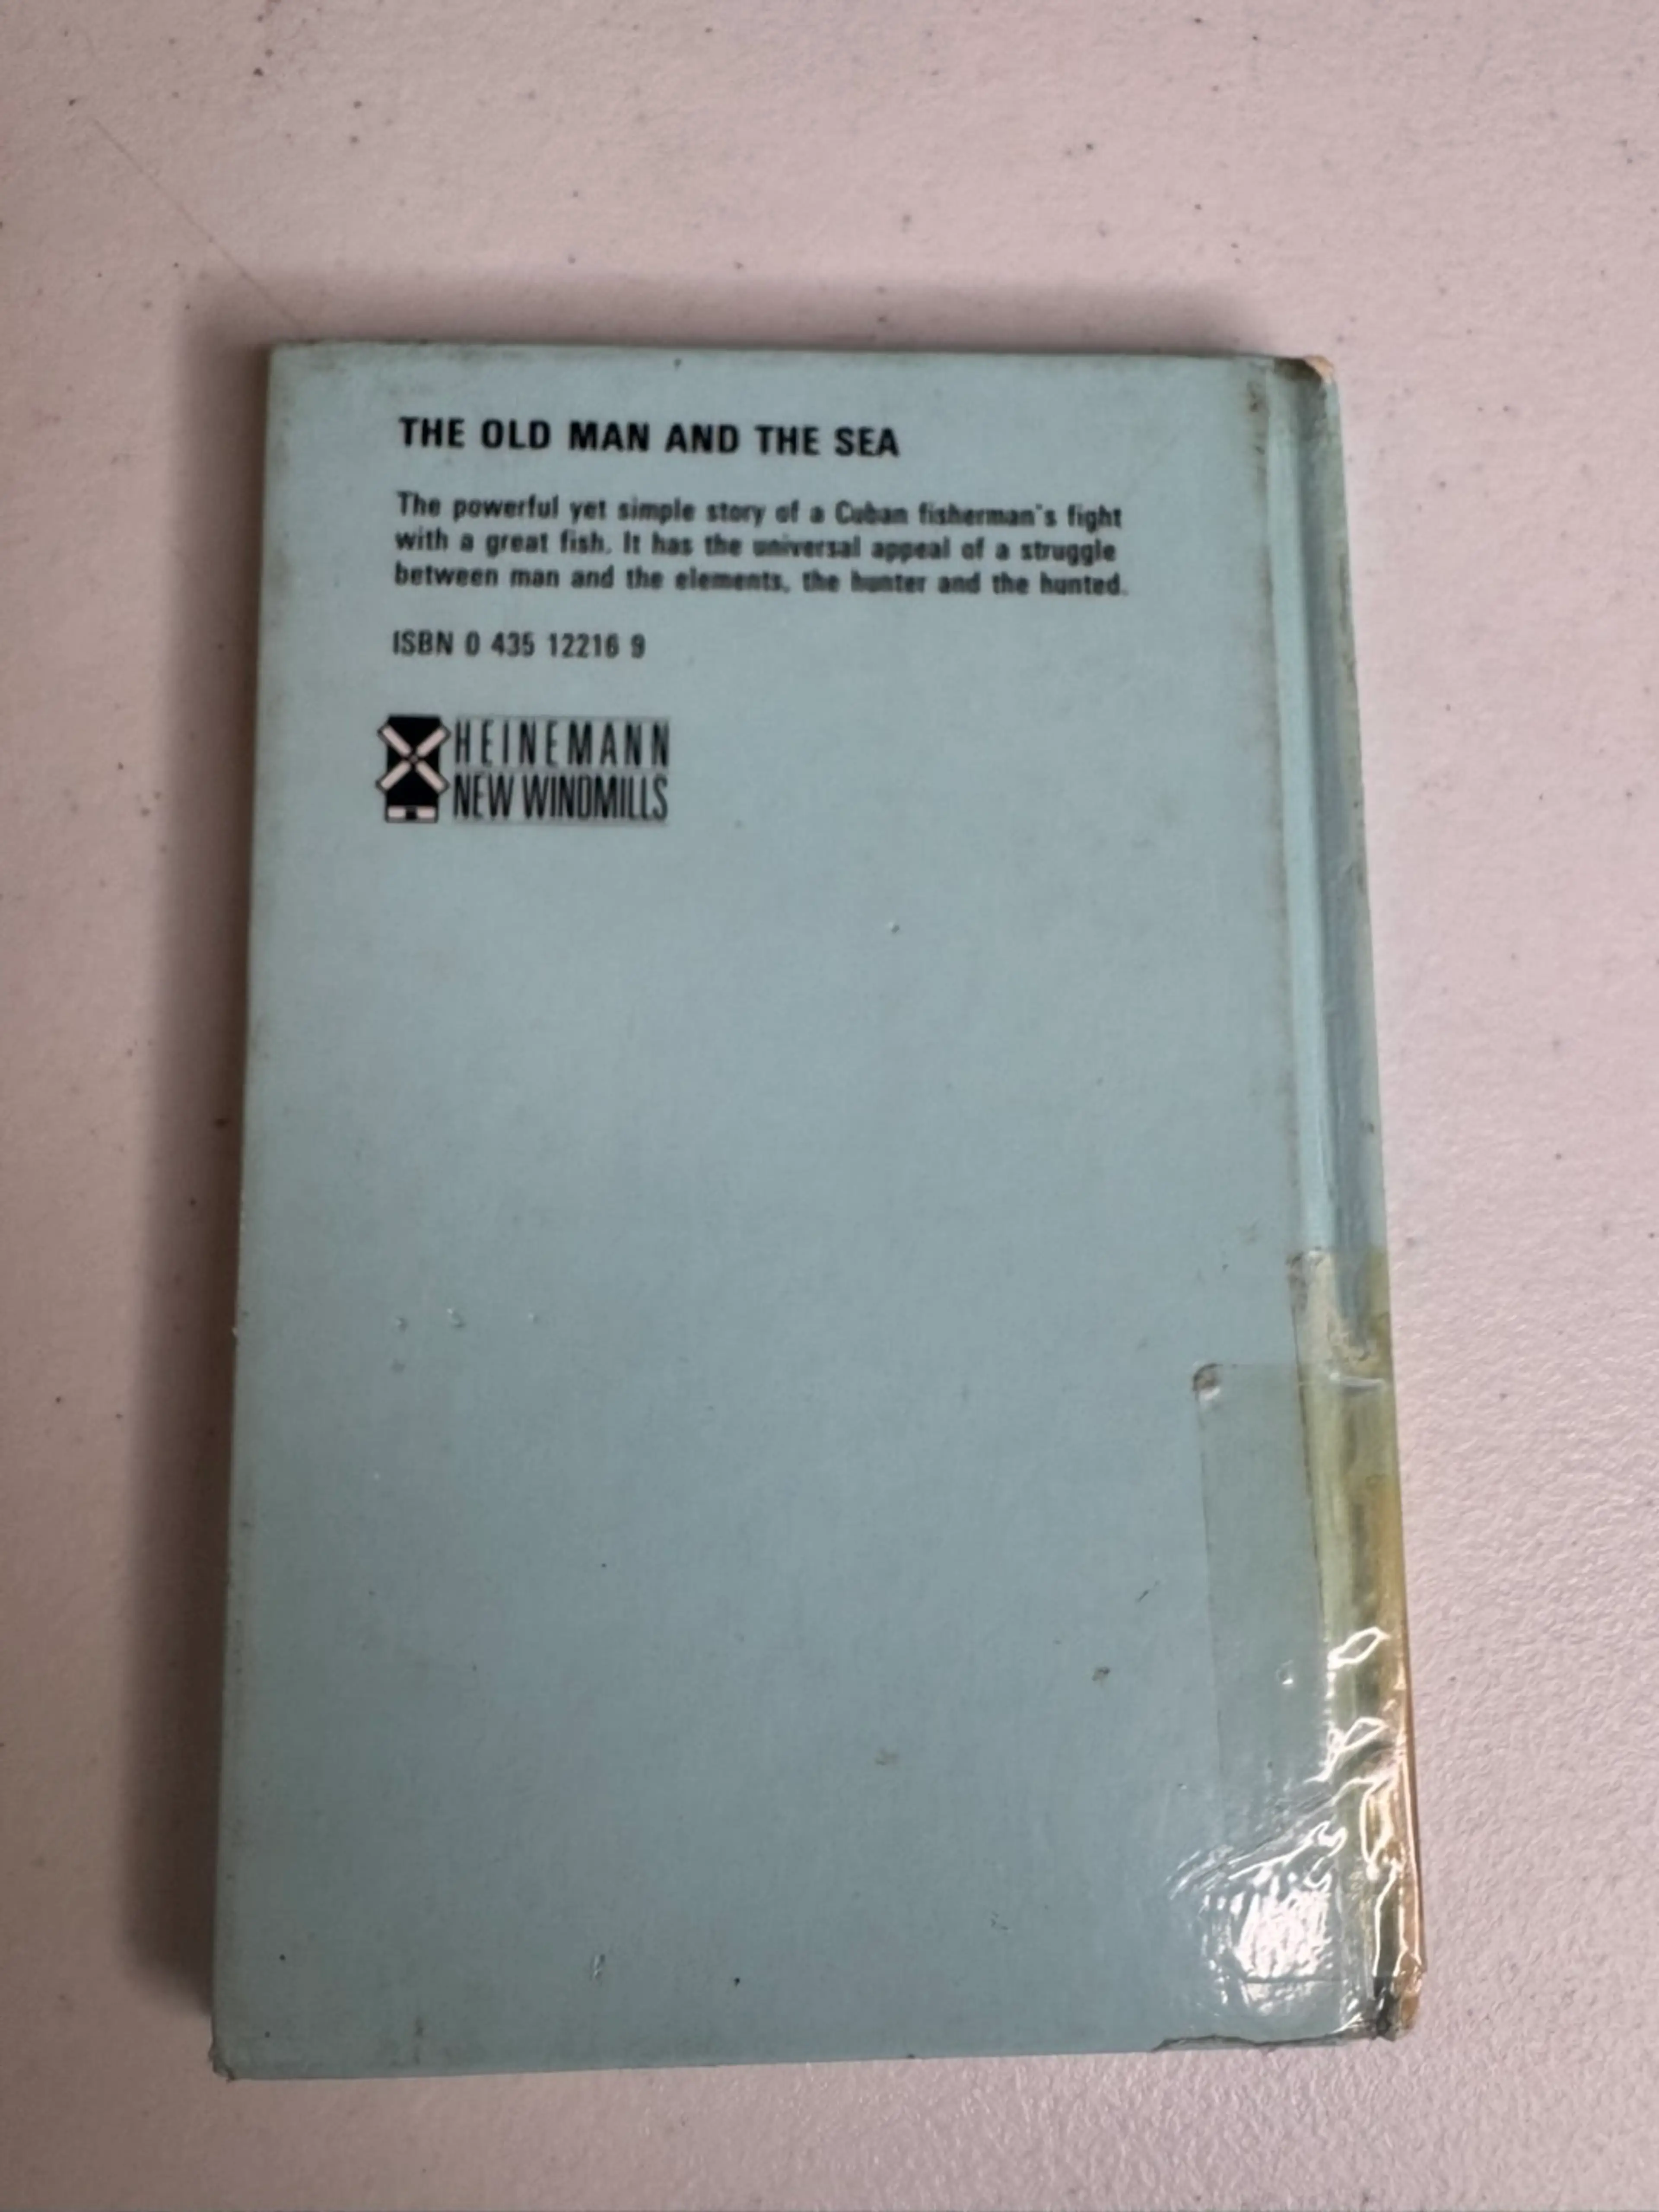 THE OLD MAN AND THE SEA
The powerful yet simple story of a Cuban fisherman's fight
with a great fish. It has the universal appeal of a struggle
between man and the elements, the hunter and the hunted.
ISBN 0 435 12216 9
HEINEMANN
NEW WINDMILLS